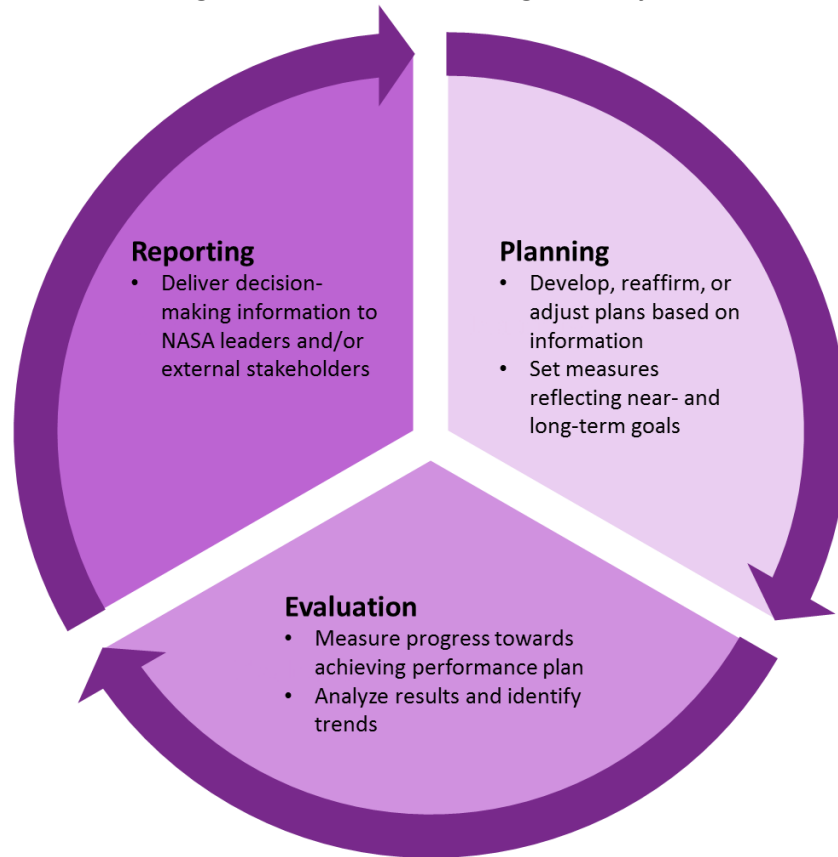 Reporting
• Deliver decision-
making information to
NASA leaders and/or
external stakeholders
Planning
• Develop, reaffirm, or
adjust plans based on
information
• Set measures
reflecting near- and
long-term goals
Evaluation
• Measure progress towards
achieving performance plan
• Analyze results and identify
trends